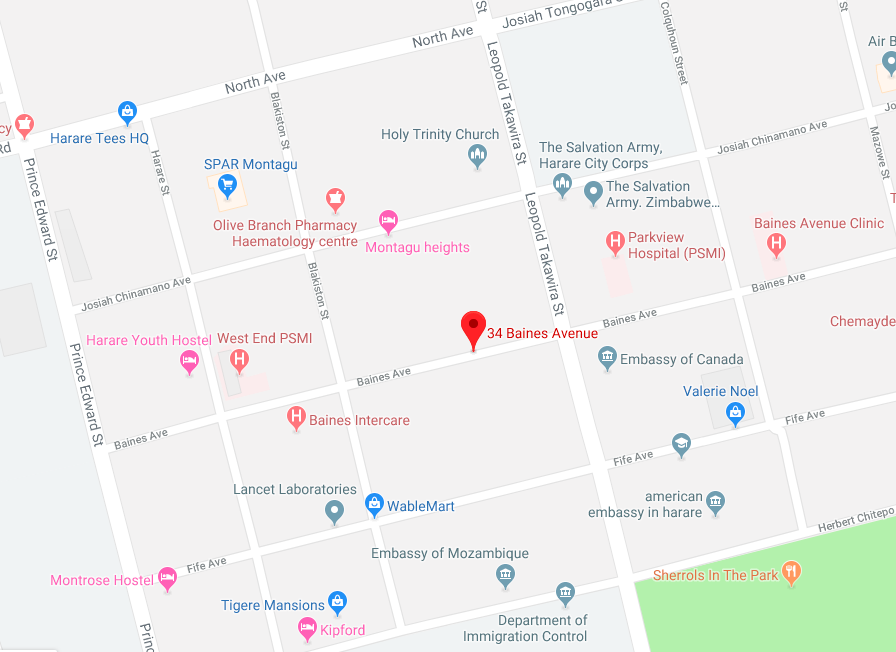 St
Josiah Tongogara S
North Ave
North Ave
Colquhoun Street
St
Air B
Leopold Takawira St
Blakiston St
cy
Rd
Harare Tees HQ
Harare St
Holy Trinity Church
The Salvation Army,
Harare City Corps
Josiah Chinamano Ave
Jo
Mazowe St
Prince Edward St
SPAR Montagu
The Salvation
Army. Zimbabwe...
Olive Branch Pharmacy
Haematology centre
Montagu heights
Leopold Takawira St
Parkview
Hospital (PSMI)
Baines Avenue Clinic
T
Josiah Chinamano Ave
Blakiston St
Baines Ave
Baines Ave
Chemayde
34 Baines Avenue
Harare Youth Hostel
West End PSMI
Prince Edward St
Baines Ave
Embassy of Canada
Valerie Noel
Baines Ave
Baines Intercare
Fife Ave
Fife Ave
Lancet Laboratories
WableMart
american
embassy in harare
Herbert Chitepo
Fife Ave
Montrose Hostel
Embassy of Mozambique
Sherrols In The Park
Tigere Mansions
Kipford
Department of
Immigration Control
Princ